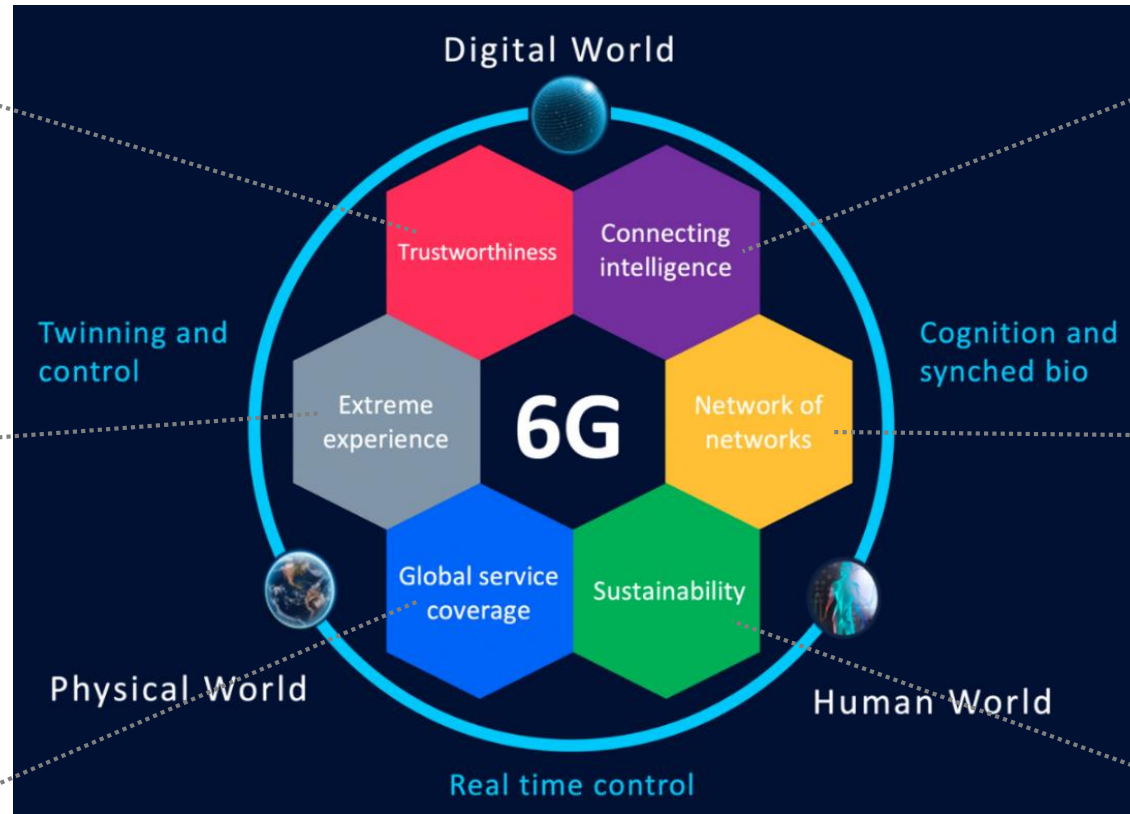 Digital World
Trustworthiness
Connecting
intelligence
Twinning and
control
Cognition and
synched bio
Extreme
experience
6G
Network of
networks
Global service
coverage
Sustainability
Physical World
Human World
Real time control